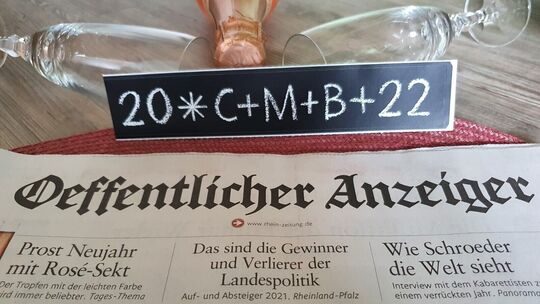 20*C+M+B+22
Oeffentlicher Anzeiger
www.rhein-zeitung.de
Prost Neujahr
mit Rosé-Sekt
Der Tropfen mit der leichten Farbe
wird immer beliebter. Tages-Thema
Das sind die Gewinner
und Verlierer der
Landespolitik
Auf- und Absteiger 2021. Rheinland-Pfalz
Wie Schroeder
die Welt sieht
Interview mit dem Kabarettisten z
einem verrückten Jahr. Panorama